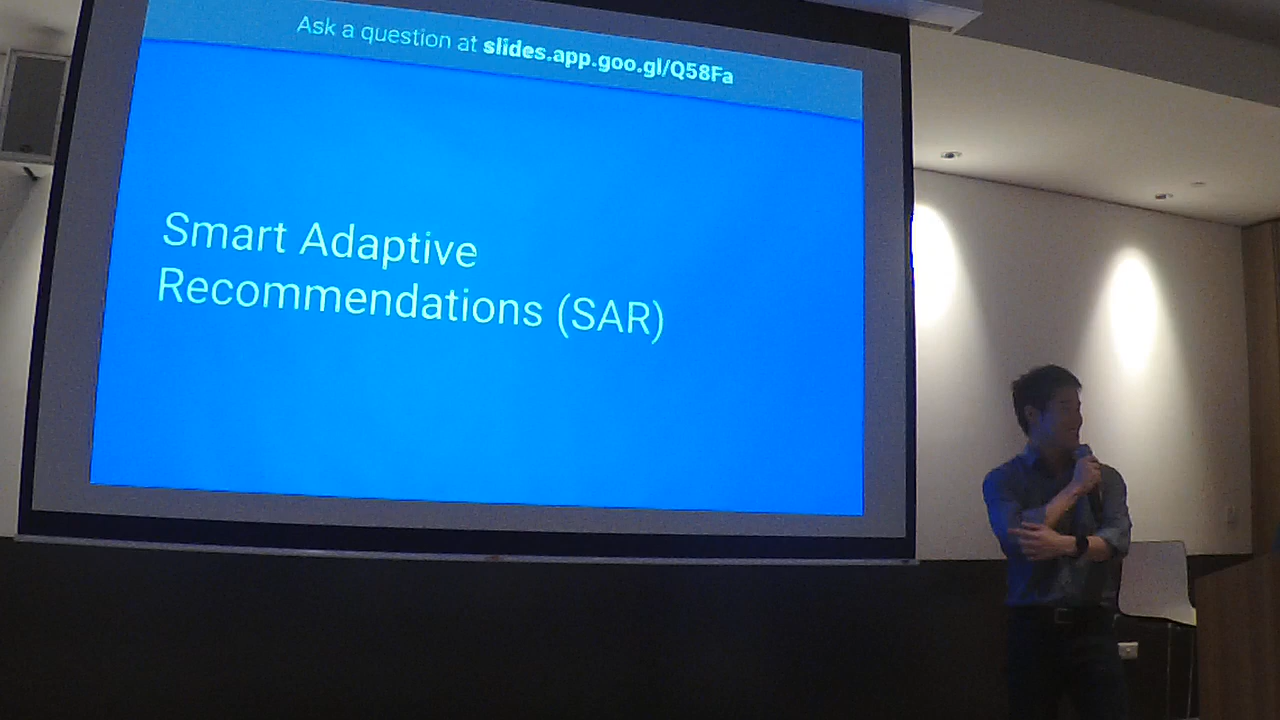 Ask a question at slides.app.goo.gl/Q58Fa
Smart Adaptive
Recommendations (SAR)